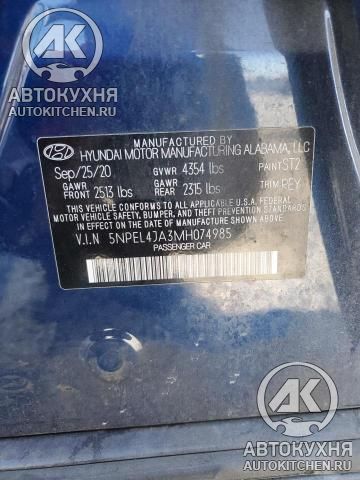 АК
АВТОКУХНЯ
AUTOKITCHEN.RU
MANUFACTURED BY
HYUNDAI MOTOR MANUFACTURING ALABAMA, LLC
Sep/25/20 GVWR 4354 lbs PAINT ST2
GAWR FRONT 2513 lbs GAWR REAR 2315 lbs TRIM PEY
THIS VEHICLE CONFORMS TO ALL APPLICABLE
U.S. FEDERAL MOTOR VEHICLE SAFETY,
BUMPER, AND THEFT PREVENTION STANDARDS
IN EFFECT ON THE DATE OF MANUFACTURE SHOWN ABOVE.
V.I.N 5NPEL4JA3MH074985
PASSENGER CAR
АК
АВТОКУХНЯ
AUTOKITCHEN.RU